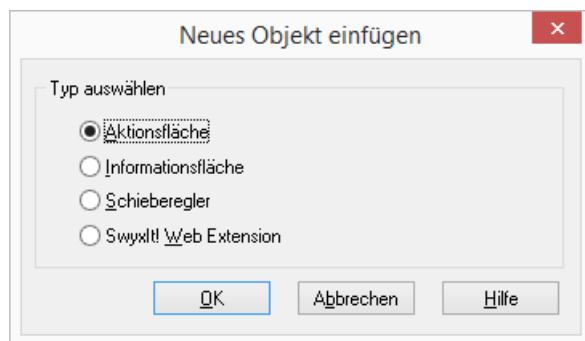 Neues Objekt einfügen
Typ auswählen
Aktionsfläche
Informationsfläche
Schieberegler
SwyxIt! Web Extension
OK Abbrechen Hilfe